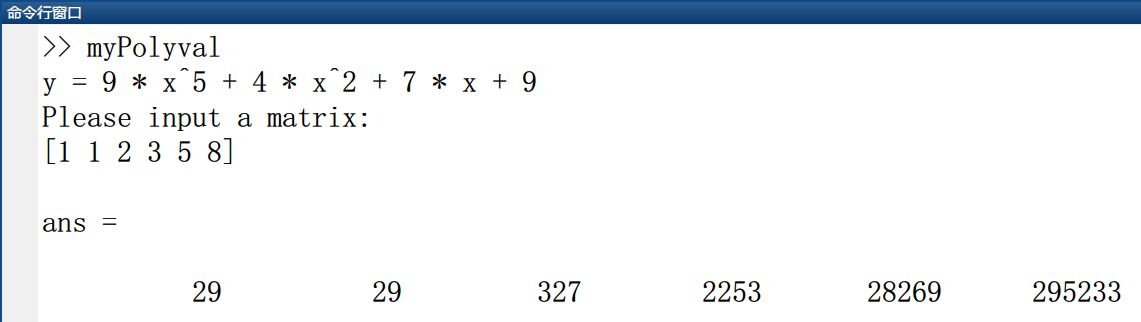 命令行窗口
>> myPolyval
y = 9 * x^5 + 4 * x^2 + 7 * x + 9
Please input a matrix:
[1 1 2 3 5 8]
ans =
29 29 327 2253 28269 295233